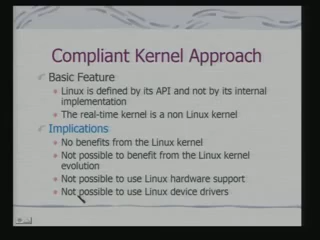 Compliant Kernel Approach
Basic Feature
Linux is defined by its API and not by its internal
implementation
The real-time kernel is a non Linux kernel
Implications
No benefits from the Linux kernel
Not possible to benefit from the Linux kernel
evolution
Not possible to use Linux hardware support
Not possible to use Linux device drivers